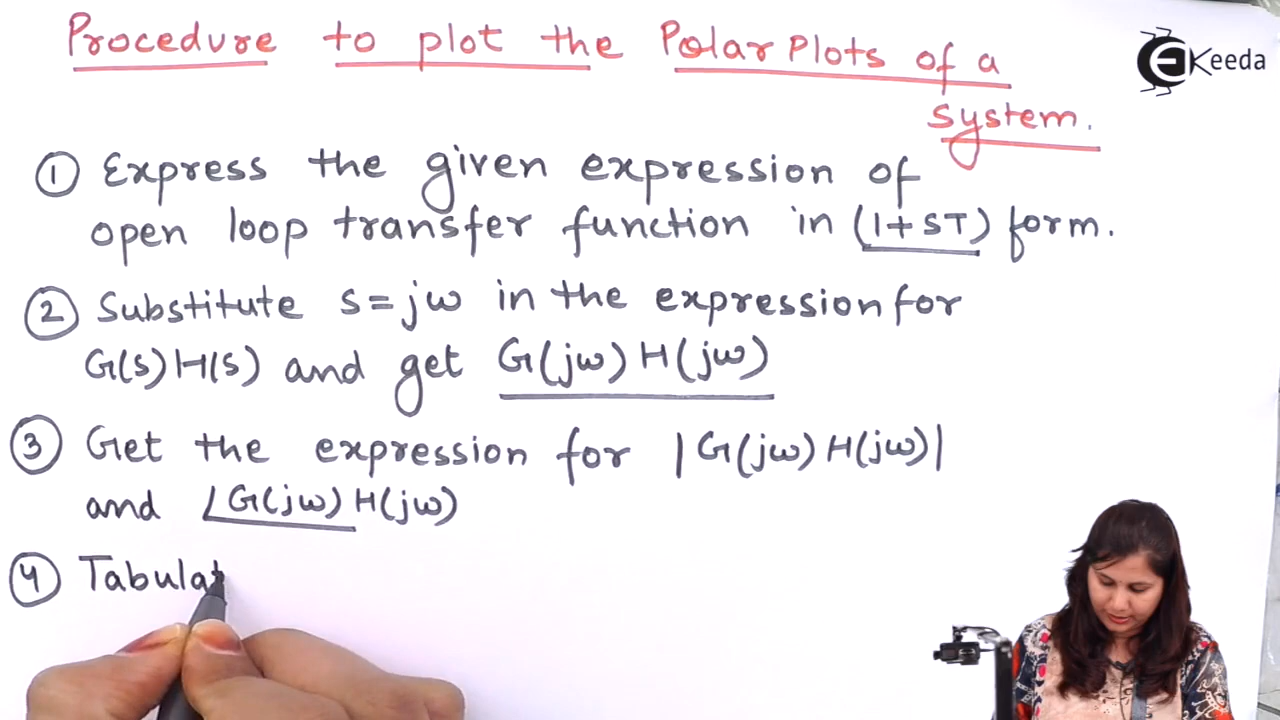 Procedure to plot the Polar Plots of a
system.
Keeda
① Express the given expression of
open loop transfer function in (1+ST) form.
② Substitute s=jω in the expression for
G(s)H(s) and get G(jω)H(jω)
③ Get the expression for |G(jω)H(jω)|
and ∠G(jω)H(jω)
④ Tabulat